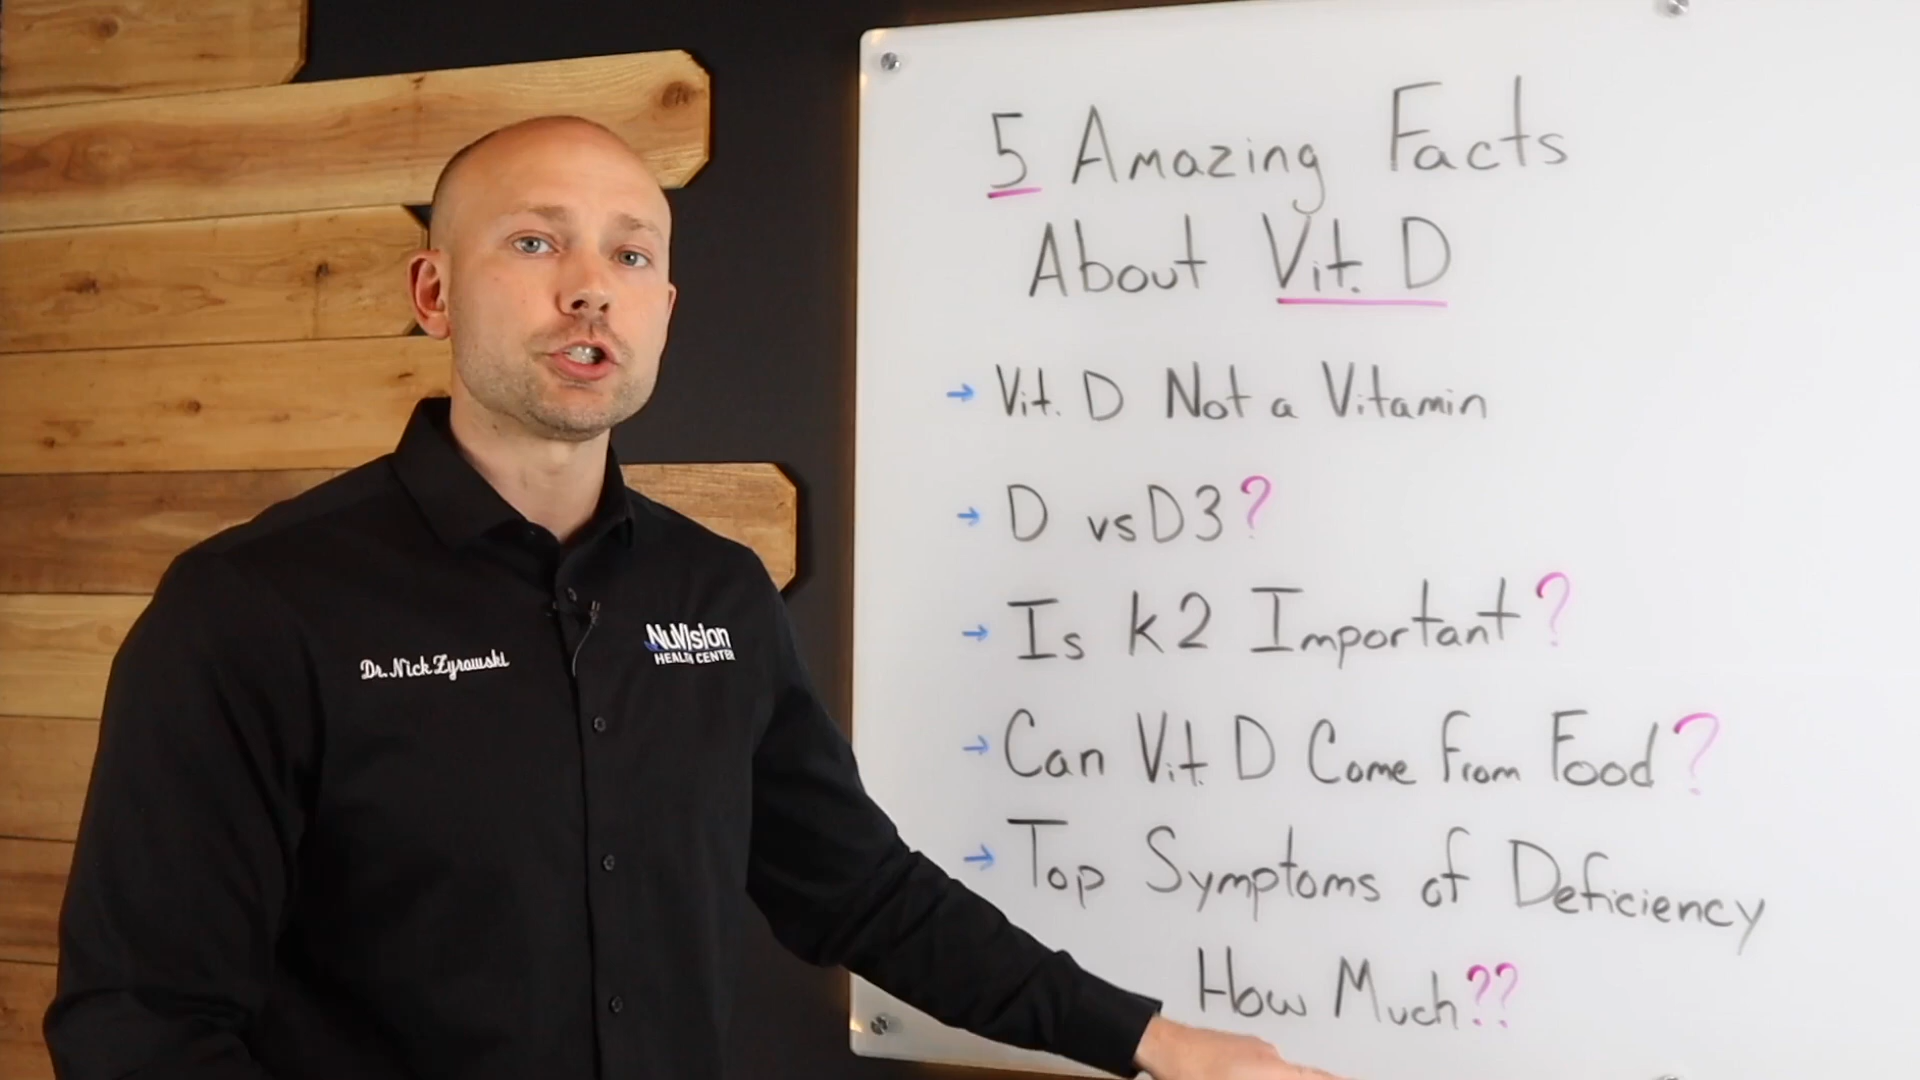 5 Amazing Facts
About Vit. D
→ Vit. D Not a Vitamin
→ D vs D3?
→ Is K2 Important?
→ Can Vit. D Come From Food?
→ Top Symptoms of Deficiency
How Much??
Dr. Nick Zyrowski
NuVision
HEALTH CENTER